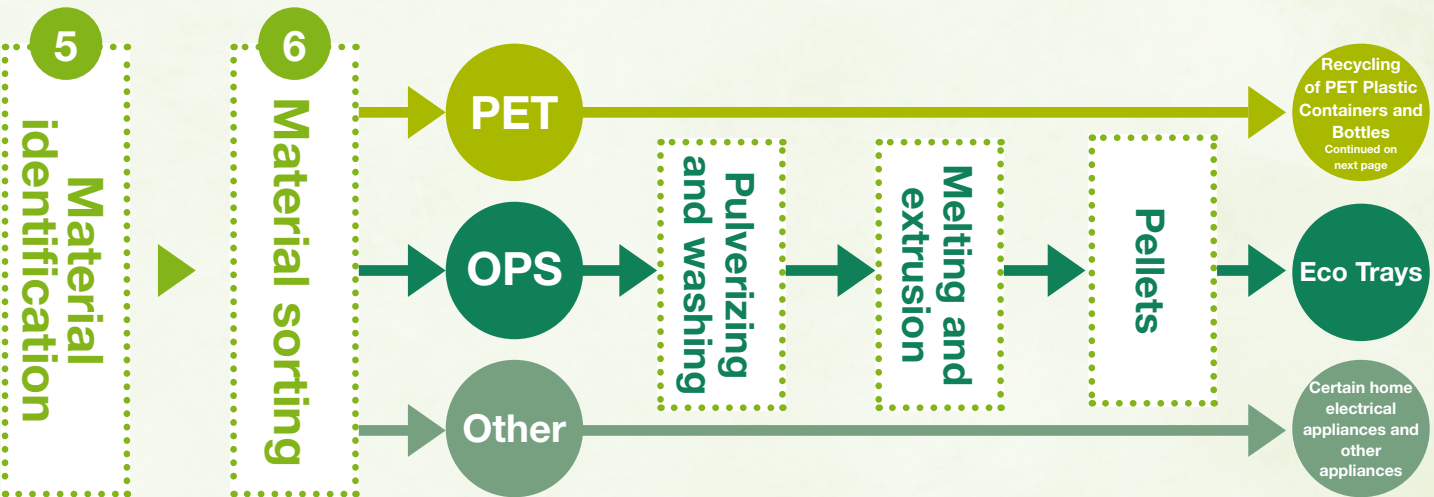 5
Material
identification
6
Material sorting
PET
Recycling
of PET Plastic
Containers and
Bottles
Continued on
next page
OPS
Pulverizing
and washing
Melting and
extrusion
Pellets
Eco Trays
Other
Certain home
electrical
appliances and
other
appliances